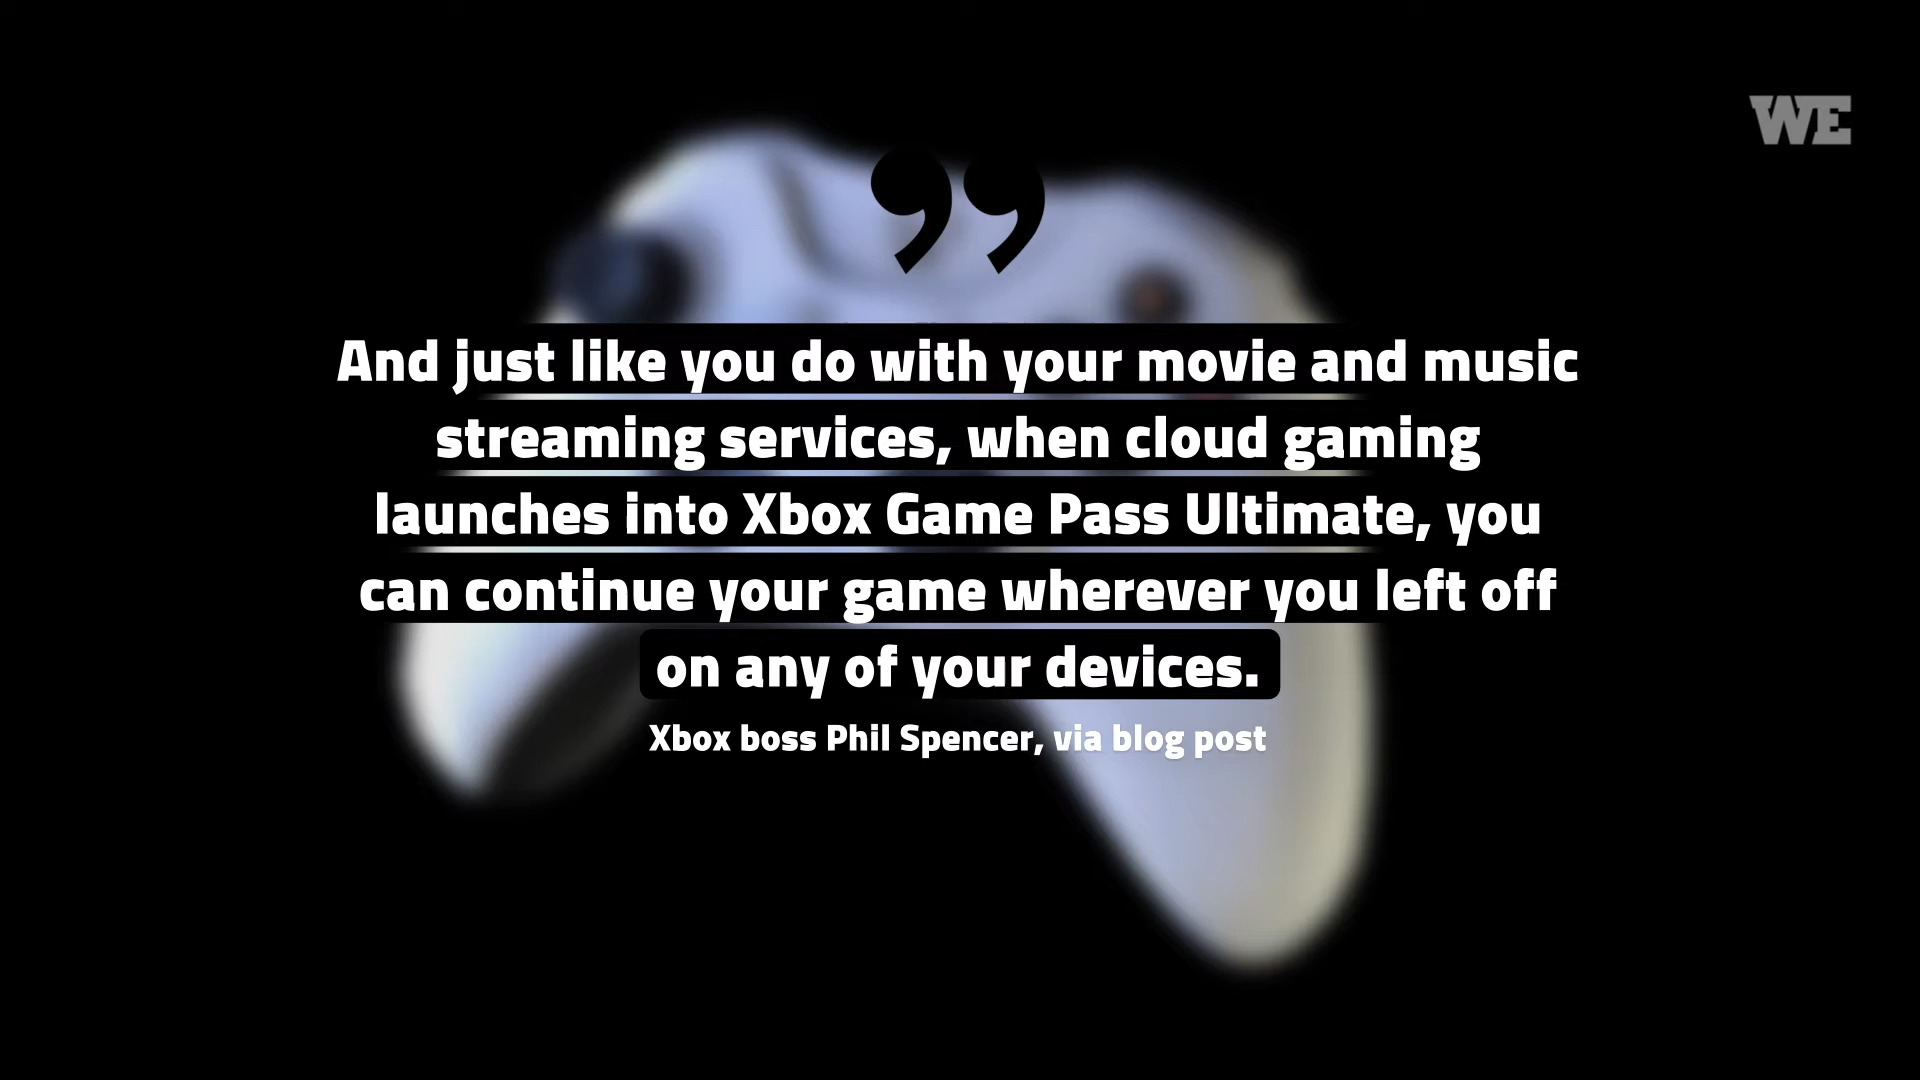 WE
”
And just like you do with your movie and music
streaming services, when cloud gaming
launches into Xbox Game Pass Ultimate, you
can continue your game wherever you left off
on any of your devices.
Xbox boss Phil Spencer, via blog post